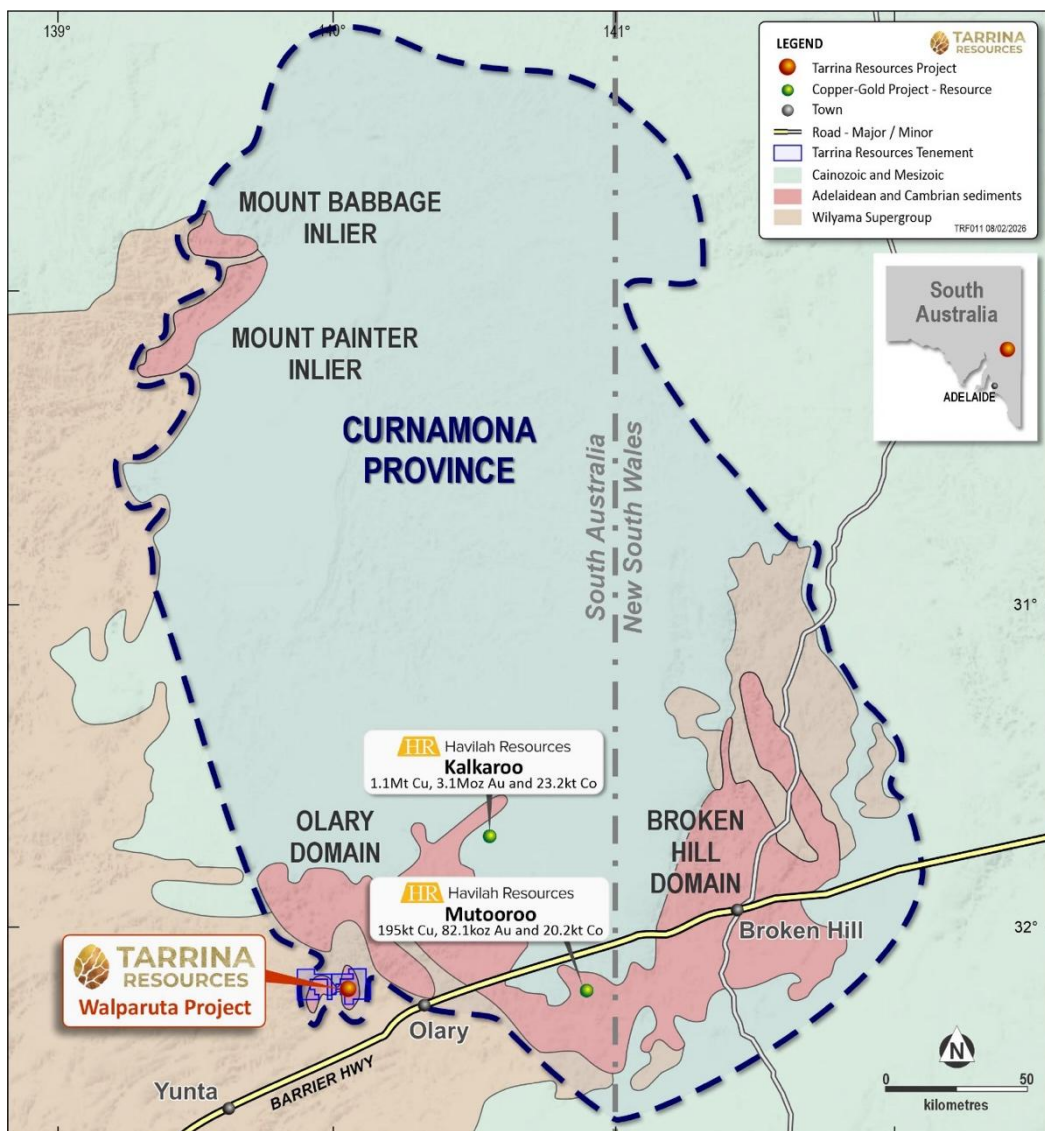 139°
140°
141°
LEGEND
TARRINA
RESOURCES
Tarrina Resources Project
Copper-Gold Project - Resource
Town
Road - Major / Minor
Tarrina Resources Tenement
Cainozoic and Mesizoic
Adelaidean and Cambrian sediments
Wilyama Supergroup
TRF011 08/02/2026
MOUNT BABBAGE
INLIER
MOUNT PAINTER
INLIER
South
Australia
ADELAIDE
CURNAMONA
PROVINCE
South Australia
New South Wales
31°
HR Havilah Resources
Kalkaroo
1.1Mt Cu, 3.1Moz Au and 23.2kt Co
OLARY
DOMAIN
BROKEN
HILL
DOMAIN
HR Havilah Resources
Mutooroo
195kt Cu, 82.1koz Au and 20.2kt Co
Broken Hill
32°
TARRINA
RESOURCES
Walparuta Project
Olary
Yunta
BARRIER HWY
N
0 50
kilometres